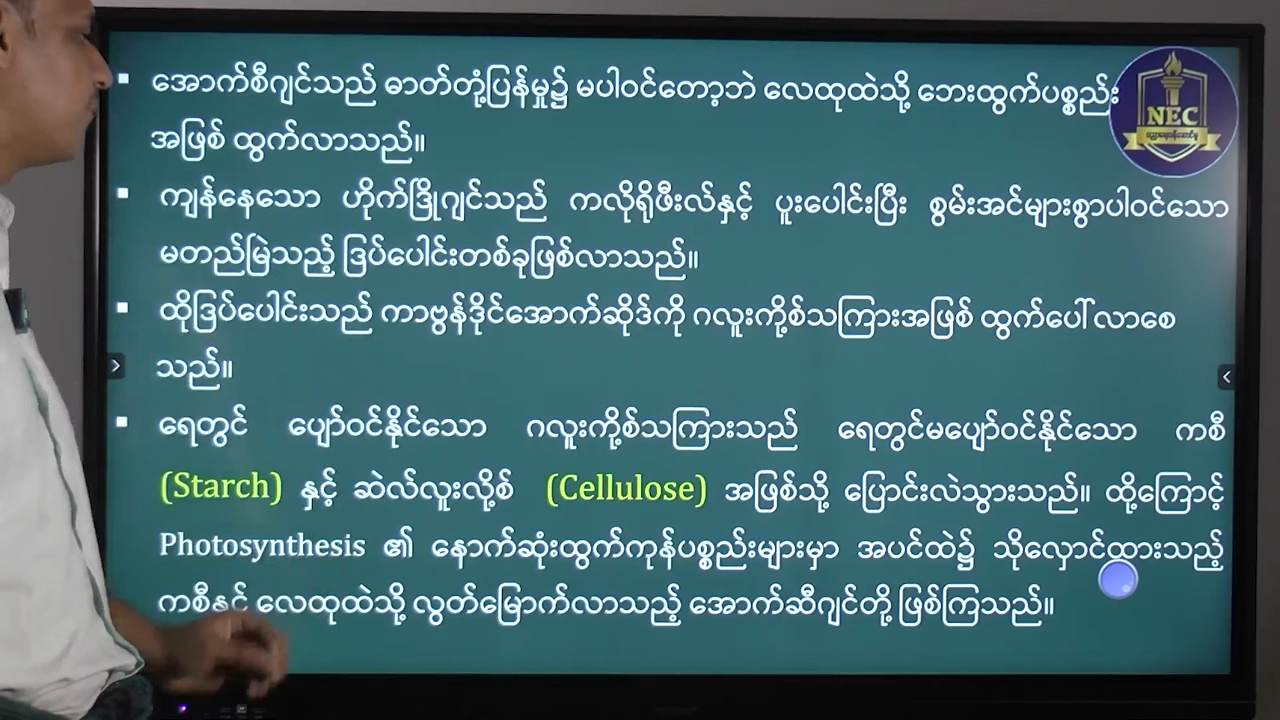 ▪ အောက်စီဂျင်သည် ဓာတ်တုံ့ပြန်မှု၌ မပါဝင်တော့ဘဲ လေထုထဲသို့ ဘေးထွက်ပစ္စည်း
အဖြစ် ထွက်လာသည်။
▪ ကျန်နေသော ဟိုက်ဒြိုဂျင်သည် ကလိုရိုဖီးလ်နှင့် ပူးပေါင်းပြီး စွမ်းအင်များစွာပါဝင်သော
မတည်မြဲသည့် ဒြပ်ပေါင်းတစ်ခုဖြစ်လာသည်။
▪ ထိုဒြပ်ပေါင်းသည် ကာဗွန်ဒိုင်အောက်ဆိုဒ်ကို ဂလူးကို့စ်သကြားအဖြစ် ထွက်ပေါ်လာစေ
သည်။
▪ ရေတွင် ပျော်ဝင်နိုင်သော ဂလူးကို့စ်သကြားသည် ရေတွင်မပျော်ဝင်နိုင်သော ကစီ
(Starch) နှင့် ဆဲလ်လူးလို့စ် (Cellulose) အဖြစ်သို့ ပြောင်းလဲသွားသည်။ ထို့ကြောင့်
Photosynthesis ၏ နောက်ဆုံးထွက်ကုန်ပစ္စည်းများမှာ အပင်ထဲ၌ သိုလှောင်ထားသည့်
ကစီနှင့် လေထုထဲသို့ လွတ်မြောက်လာသည့် အောက်ဆီဂျင်တို့ ဖြစ်ကြသည်။
NEC